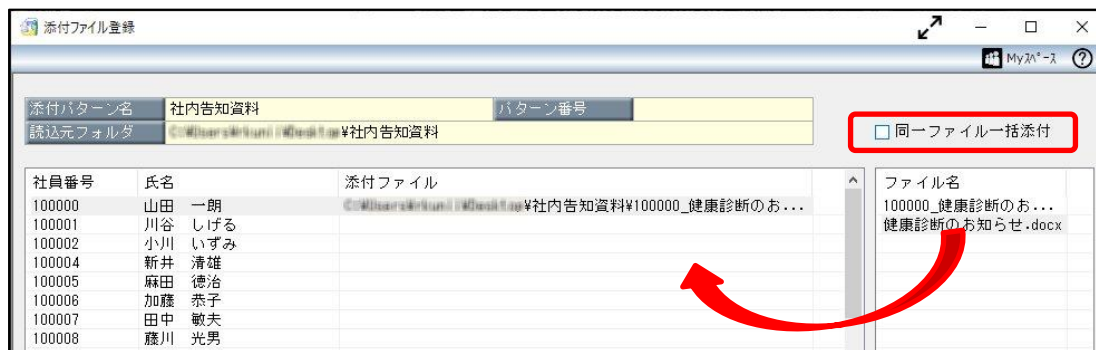 添付ファイル登録
Myスペース
添付パターン名 社内告知資料 パターン番号
読込元フォルダ ¥社内告知資料
同一ファイル一括添付
社員番号 氏名 添付ファイル ファイル名
100000 山田 一朗 ¥社内告知資料¥100000_健康診断のお... 100000_健康診断のお...
100001 川谷 しげる 健康診断のお知らせ.docx
100002 小川 いずみ
100004 新井 清雄
100005 麻田 徳治
100006 加藤 恭子
100007 田中 敏夫
100008 藤川 光男